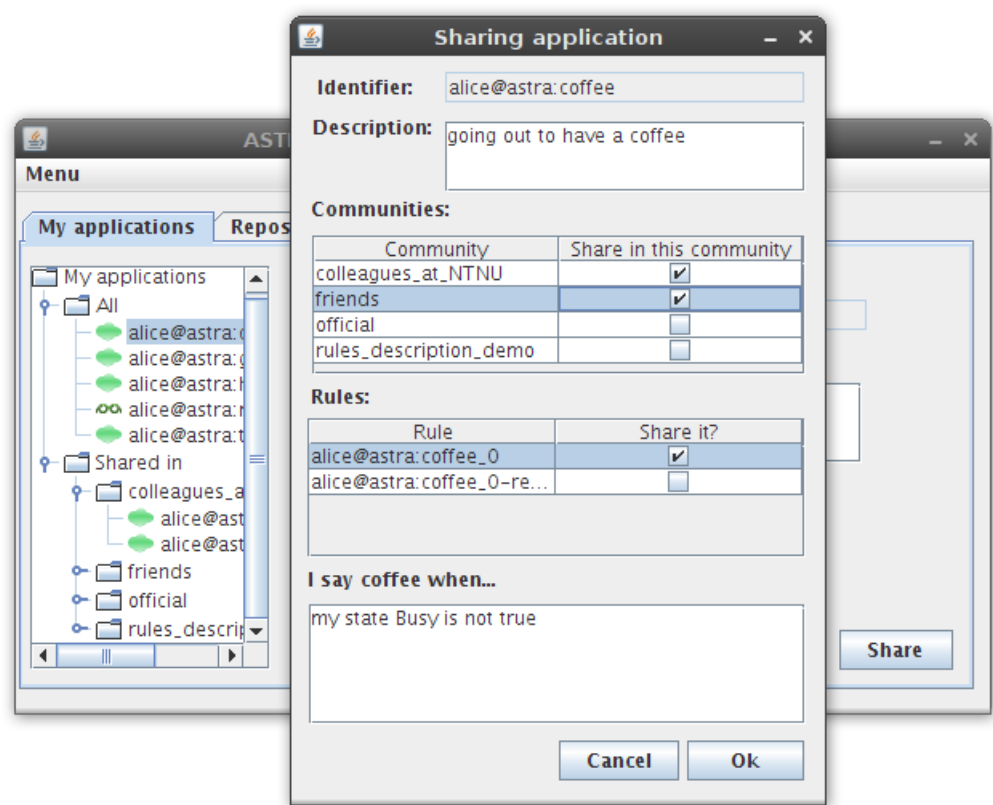 Sharing application
Identifier: alice@astra:coffee
Description: going out to have a coffee
Communities:
Community Share in this community
colleagues_at_NTNU
friends
official
rules_description_demo
Rules:
Rule Share it?
alice@astra:coffee_0
alice@astra:coffee_0-re...
I say coffee when...
my state Busy is not true
Cancel Ok
Menu
My applications
My applications
All
alice@astra:
alice@astra:
alice@astra:
alice@astra:r
alice@astra:t
Shared in
colleagues_a
alice@ast
alice@ast
friends
official
rules_descrip
Share